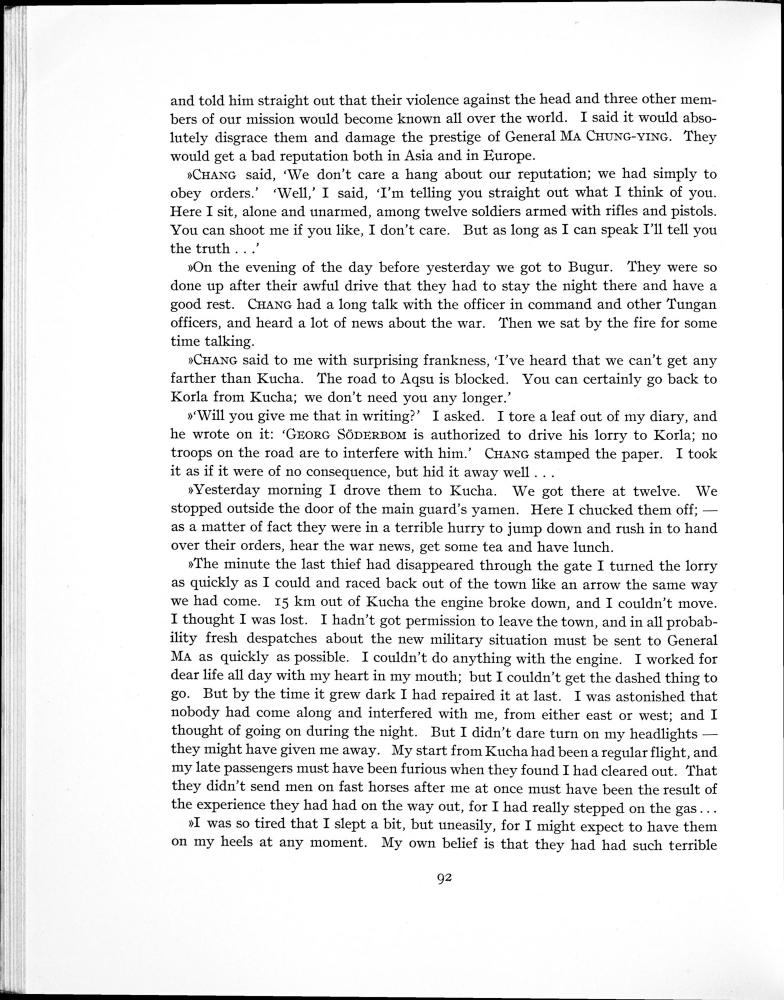 and told him straight out that their violence against the head and three other mem-
bers of our mission would become known all over the world. I said it would abso-
lutely disgrace them and damage the prestige of General MA CHUNG-YING. They
would get a bad reputation both in Asia and in Europe.
»CHANG said, ‘We don’t care a hang about our reputation; we had simply to
obey orders.’ ‘Well,’ I said, ‘I’m telling you straight out what I think of you.
Here I sit, alone and unarmed, among twelve soldiers armed with rifles and pistols.
You can shoot me if you like, I don’t care. But as long as I can speak I’ll tell you
the truth . . .’
»On the evening of the day before yesterday we got to Bugur. They were so
done up after their awful drive that they had to stay the night there and have a
good rest. CHANG had a long talk with the officer in command and other Tungan
officers, and heard a lot of news about the war. Then we sat by the fire for some
time talking.
»CHANG said to me with surprising frankness, ‘I’ve heard that we can’t get any
farther than Kucha. The road to Aqsu is blocked. You can certainly go back to
Korla from Kucha; we don’t need you any longer.’
»‘Will you give me that in writing?’ I asked. I tore a leaf out of my diary, and
he wrote on it: ‘GEORG SÖDERBOM is authorized to drive his lorry to Korla; no
troops on the road are to interfere with him.’ CHANG stamped the paper. I took
it as if it were of no consequence, but hid it away well . . .
»Yesterday morning I drove them to Kucha. We got there at twelve. We
stopped outside the door of the main guard’s yamen. Here I chucked them off; —
as a matter of fact they were in a terrible hurry to jump down and rush in to hand
over their orders, hear the war news, get some tea and have lunch.
»The minute the last thief had disappeared through the gate I turned the lorry
as quickly as I could and raced back out of the town like an arrow the same way
we had come. 15 km out of Kucha the engine broke down, and I couldn’t move.
I thought I was lost. I hadn’t got permission to leave the town, and in all probab-
ility fresh despatches about the new military situation must be sent to General
MA as quickly as possible. I couldn’t do anything with the engine. I worked for
dear life all day with my heart in my mouth; but I couldn’t get the dashed thing to
go. But by the time it grew dark I had repaired it at last. I was astonished that
nobody had come along and interfered with me, from either east or west; and I
thought of going on during the night. But I didn’t dare turn on my headlights —
they might have given me away. My start from Kucha had been a regular flight, and
my late passengers must have been furious when they found I had cleared out. That
they didn’t send men on fast horses after me at once must have been the result of
the experience they had had on the way out, for I had really stepped on the gas . . .
»I was so tired that I slept a bit, but uneasily, for I might expect to have them
on my heels at any moment. My own belief is that they had had such terrible
92